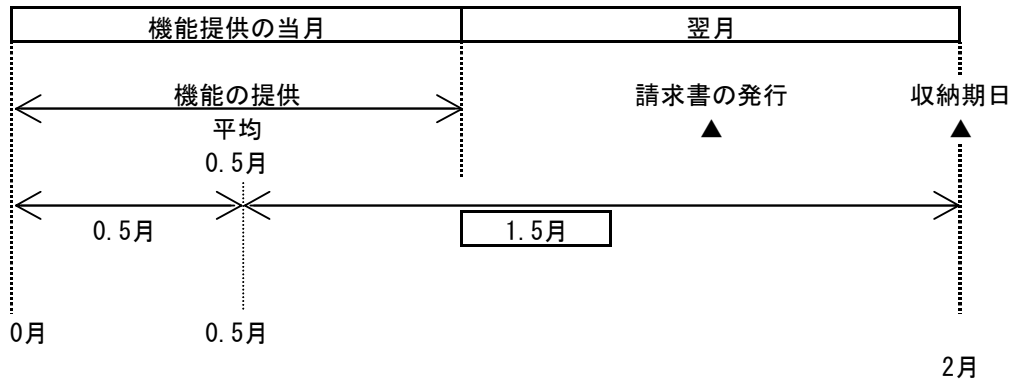 機能提供の当月 翌月
機能の提供 請求書の発行 収納期日
平均 ▲ ▲
0.5月
0.5月 1.5月
0月 0.5月
2月